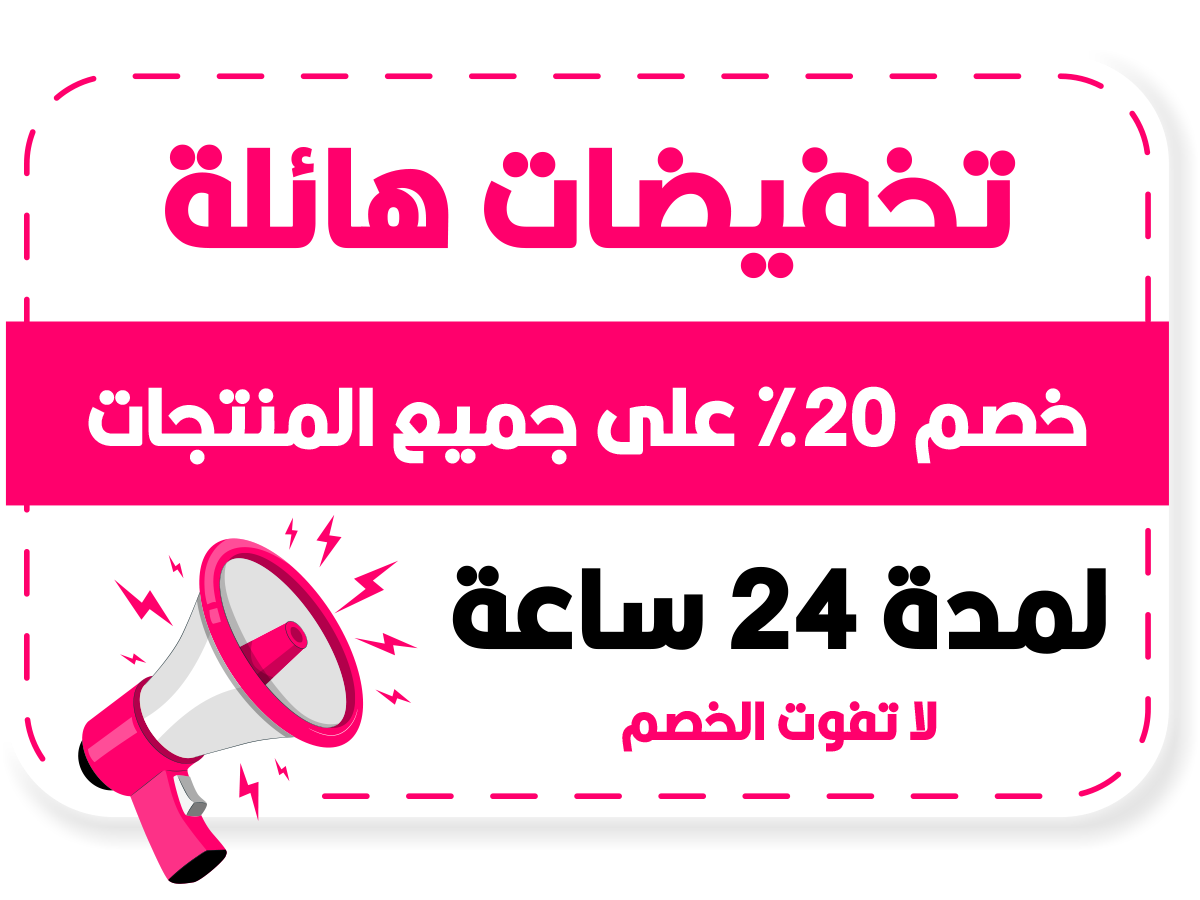 تخفيضات هائلة
خصم 20٪ على جميع المنتجات
لمدة 24 ساعة
لا تفوت الخصم